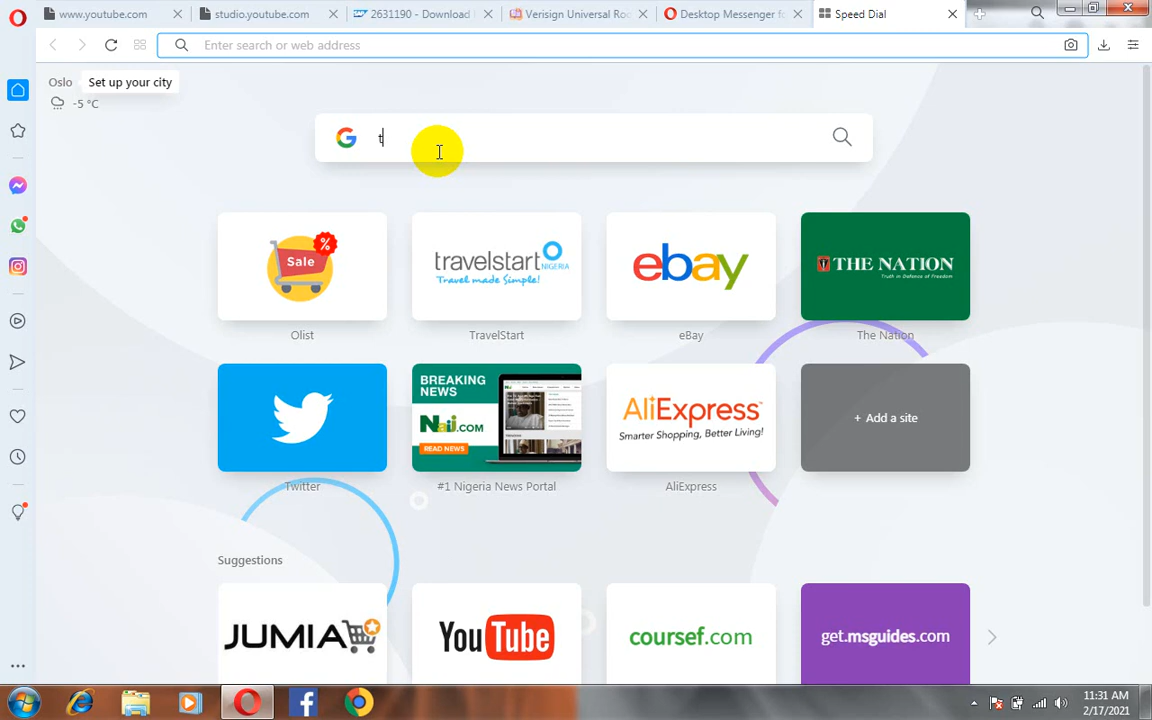 www.youtube.com
studio.youtube.com
2631190 - Download
Verisign Universal Roo
Desktop Messenger fo
Speed Dial
Enter search or web address
Oslo
Set up your city
-5 °C
G t
Sale %
travelstart NIGERIA
Travel made Simple!
ebay
THE NATION
Truth in Defence of Freedom
Olist
TravelStart
eBay
The Nation
BREAKING
NEWS
Naij.COM
READ NEWS
AliExpress™
Smarter Shopping, Better Living!
+ Add a site
Twitter
#1 Nigeria News Portal
AliExpress
Suggestions
JUMIA
YouTube
coursef.com
get.msguides.com
11:31 AM
2/17/2021